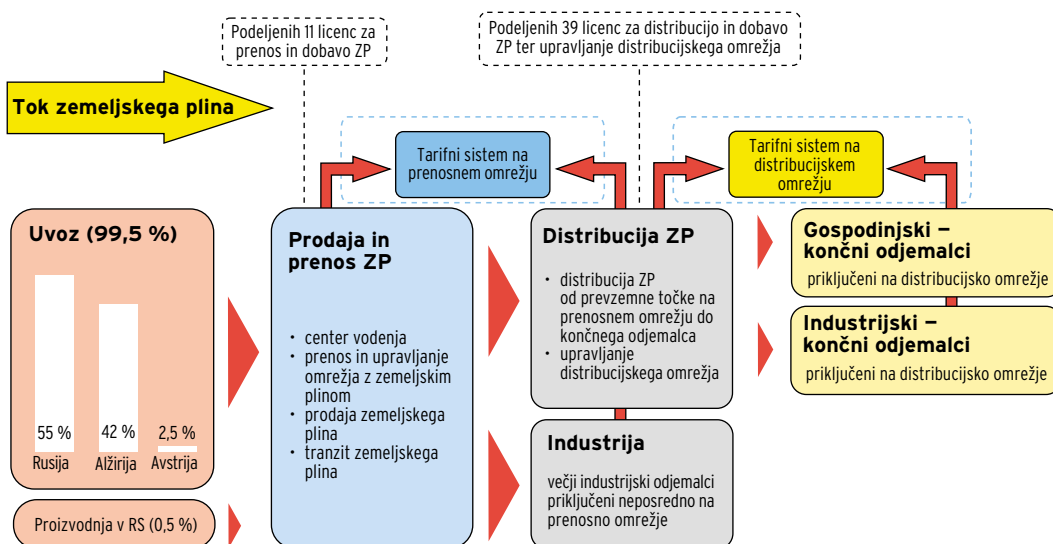 Podeljenih 11 licenc za
prenos in dobavo ZP
Podeljenih 39 licenc za distribucijo in dobavo
ZP ter upravljanje distribucijskega omrežja
Tok zemeljskega plina
Tarifni sistem na
prenosnem omrežju
Tarifni sistem na
distribucijskem
omrežju
Uvoz (99,5 %)
55 %
42 %
2,5 %
Rusija
Alžirija
Avstrija
Proizvodnja v RS (0,5 %)
Prodaja in
prenos ZP
· center vodenja
· prenos in upravljanje
omrežja z zemeljskim
plinom
· prodaja zemeljskega
plina
· tranzit zemeljskega
plina
Distribucija ZP
· distribucija ZP
od prevzemne točke na
prenosnem omrežju do
končnega odjemalca
· upravljanje
distribucijskega omrežja
Industrija
večji industrijski odjemalci
priključeni neposredno na
prenosno omrežje
Gospodinjski –
končni odjemalci
priključeni na distribucijsko omrežje
Industrijski –
končni odjemalci
priključeni na distribucijsko omrežje